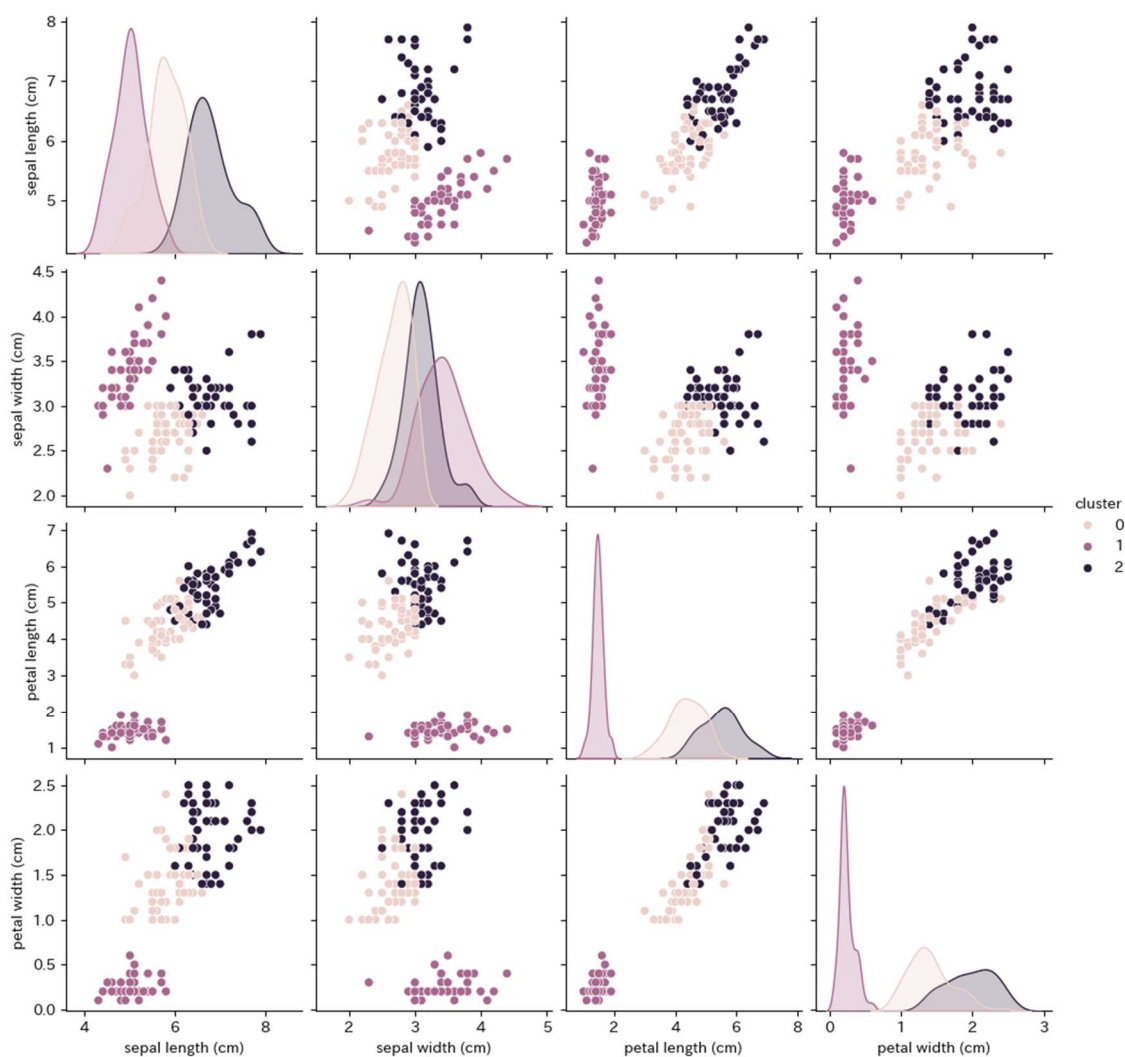 8
7
6
5
sepal length (cm)
4.5
4.0
3.5
3.0
2.5
2.0
sepal width (cm)
cluster
0
1
2
7
6
5
4
3
2
1
petal length (cm)
2.5
2.0
1.5
1.0
0.5
0.0
petal width (cm)
4 6 8
2 3 4 5
2 4 6 8
0 1 2 3
sepal length (cm)
sepal width (cm)
petal length (cm)
petal width (cm)